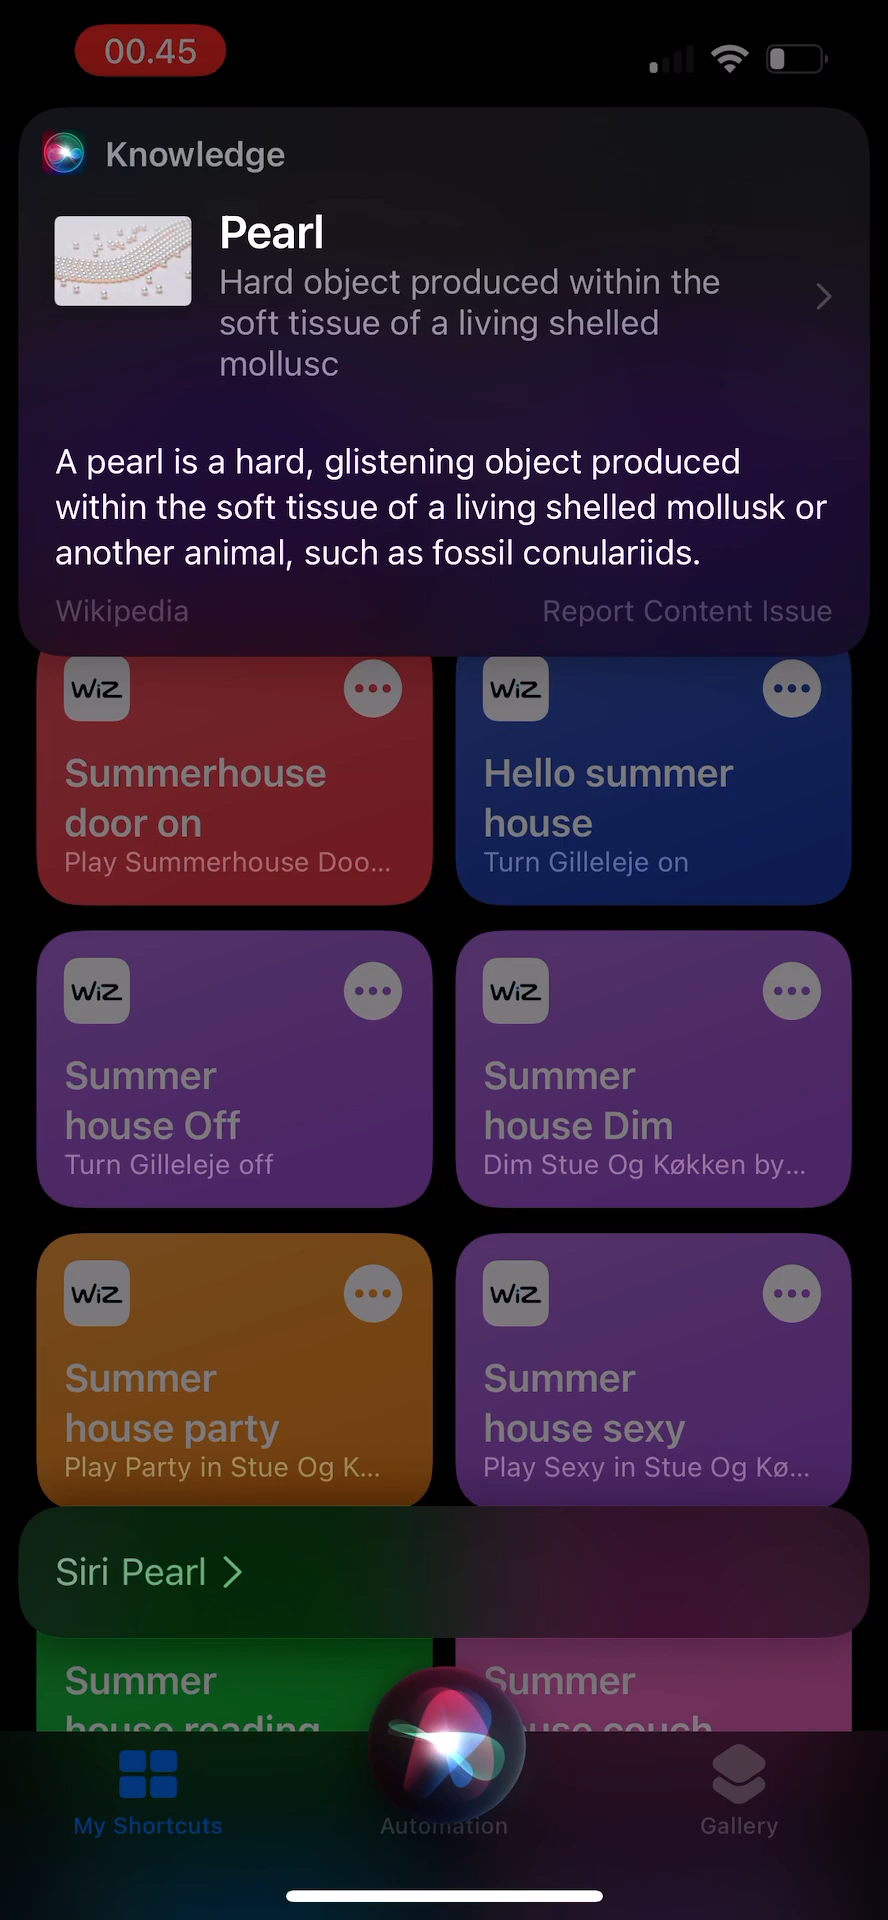 00.45
Knowledge
Pearl
Hard object produced within the
soft tissue of a living shelled
mollusc
A pearl is a hard, glistening object produced
within the soft tissue of a living shelled mollusk or
another animal, such as fossil conulariids.
Wikipedia
Report Content Issue
WiZ
Summerhouse
door on
Play Summerhouse Doo...
WiZ
Hello summer
house
Turn Gilleleje on
WiZ
Summer
house Off
Turn Gilleleje off
WiZ
Summer
house Dim
Dim Stue Og Køkken by...
WiZ
Summer
house party
Play Party in Stue Og K...
WiZ
Summer
house sexy
Play Sexy in Stue Og Kø...
Siri Pearl
Summer
house reading
Summer
house couch
My Shortcuts
Automation
Gallery